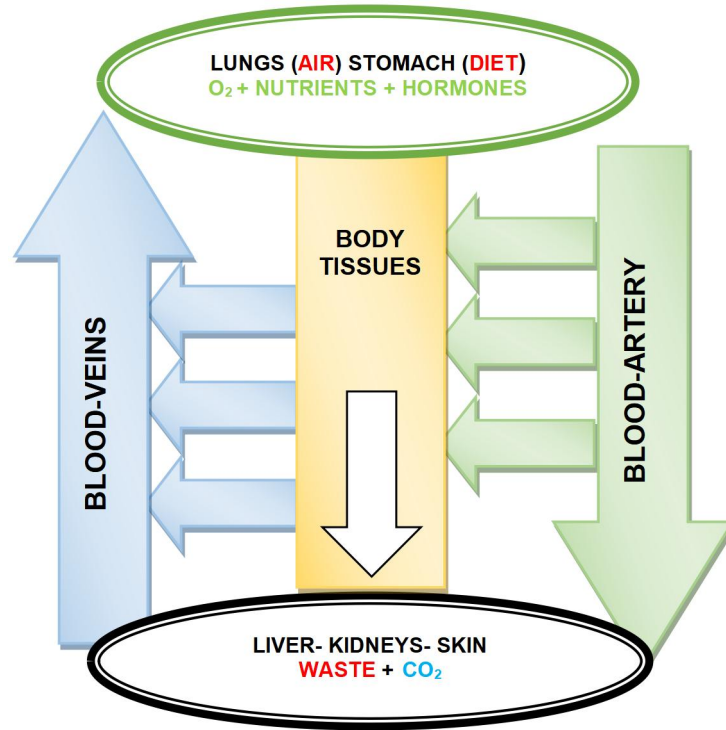 LUNGS (AIR) STOMACH (DIET)
O₂ + NUTRIENTS + HORMONES
BODY
TISSUES
BLOOD-VEINS
BLOOD-ARTERY
LIVER- KIDNEYS- SKIN
WASTE + CO₂